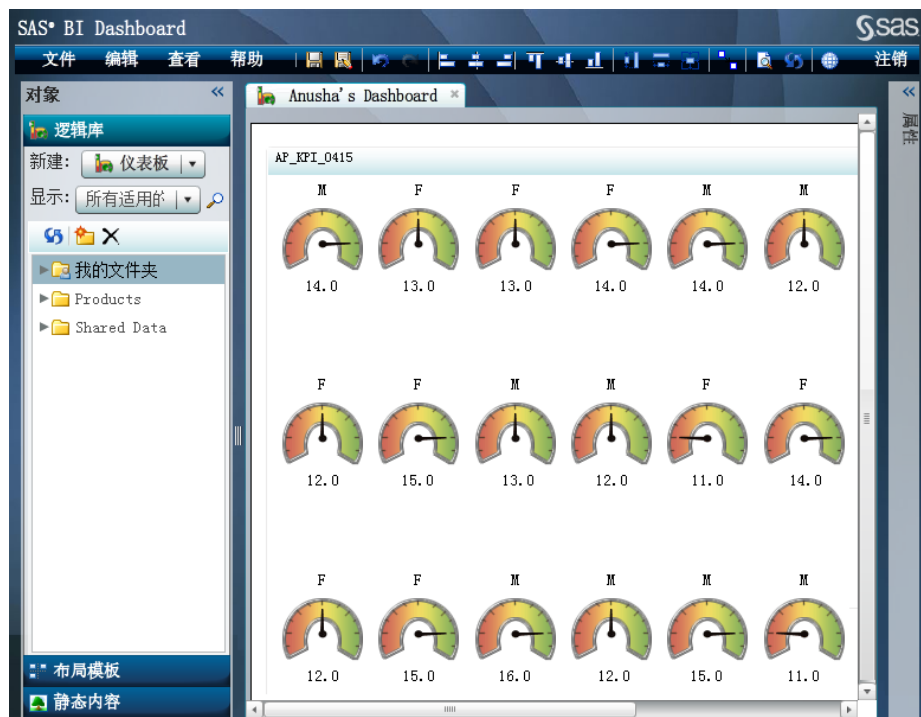 SAS® BI Dashboard
sas
文件 编辑 查看 帮助 注销
对象
Anusha's Dashboard
属性
逻辑库
新建: 仪表板
显示: 所有适用的
我的文件夹
Products
Shared Data
AP_KPI_0415
M F F F M M
14.0 13.0 13.0 14.0 14.0 12.0
F F M M F F
12.0 15.0 13.0 12.0 11.0 14.0
F F M M M M
12.0 15.0 16.0 12.0 15.0 11.0
布局模板
静态内容